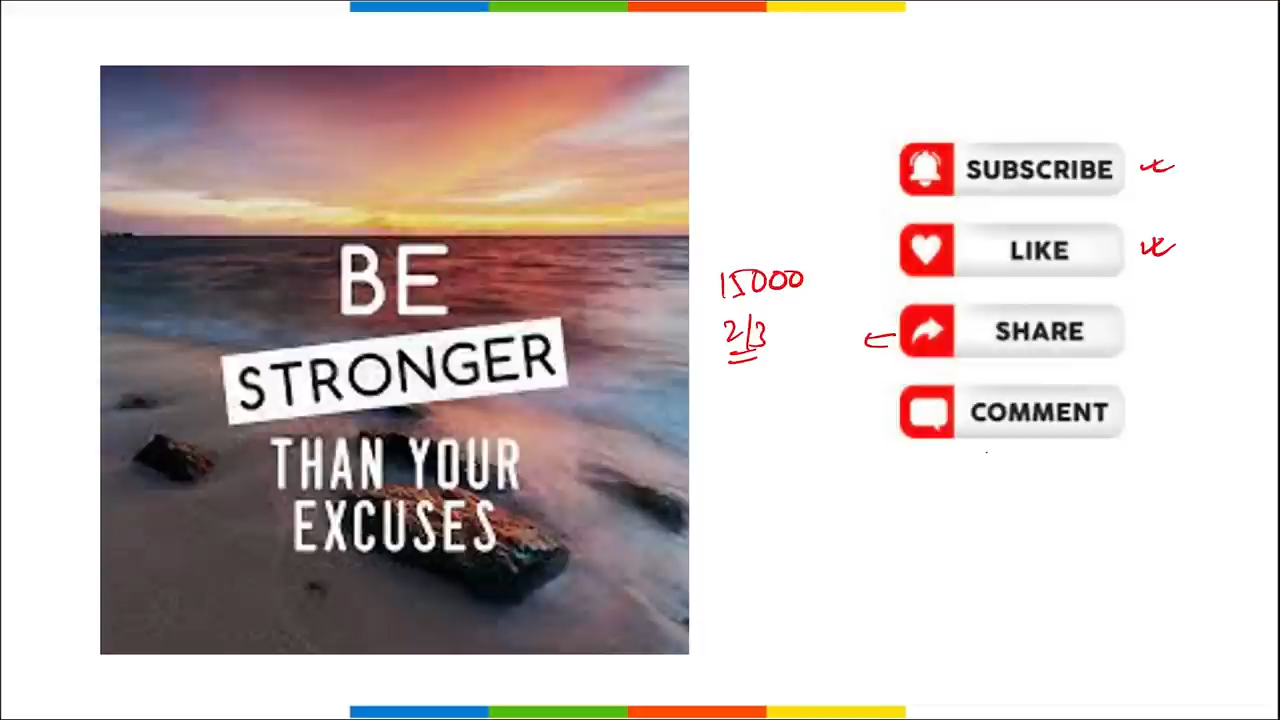 BE
STRONGER
THAN YOUR
EXCUSES
15000
2/3
SUBSCRIBE
LIKE
SHARE
COMMENT